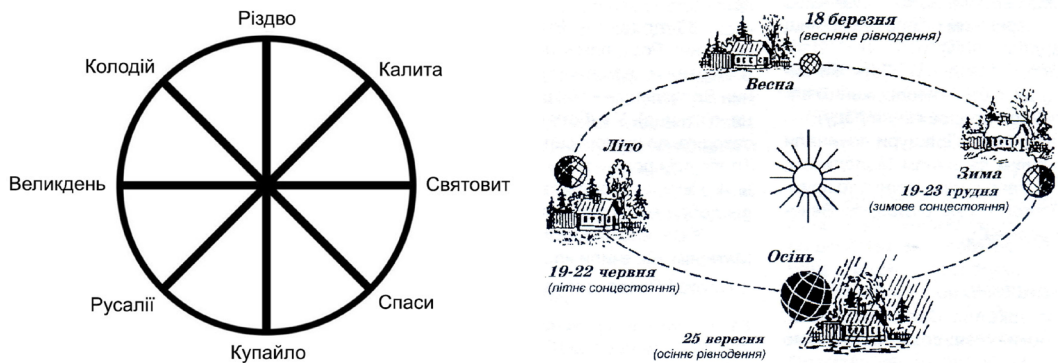 Різдво
Колодій
Калита
Великдень
Святовит
Русалії
Спаси
Купайло
18 березня
(весняне рівнодення)
Весна
Літо
Зима
19-23 грудня
(зимове сонцестояння)
19-22 червня
(літнє сонцестояння)
Осінь
25 вересня
(осіннє рівнодення)